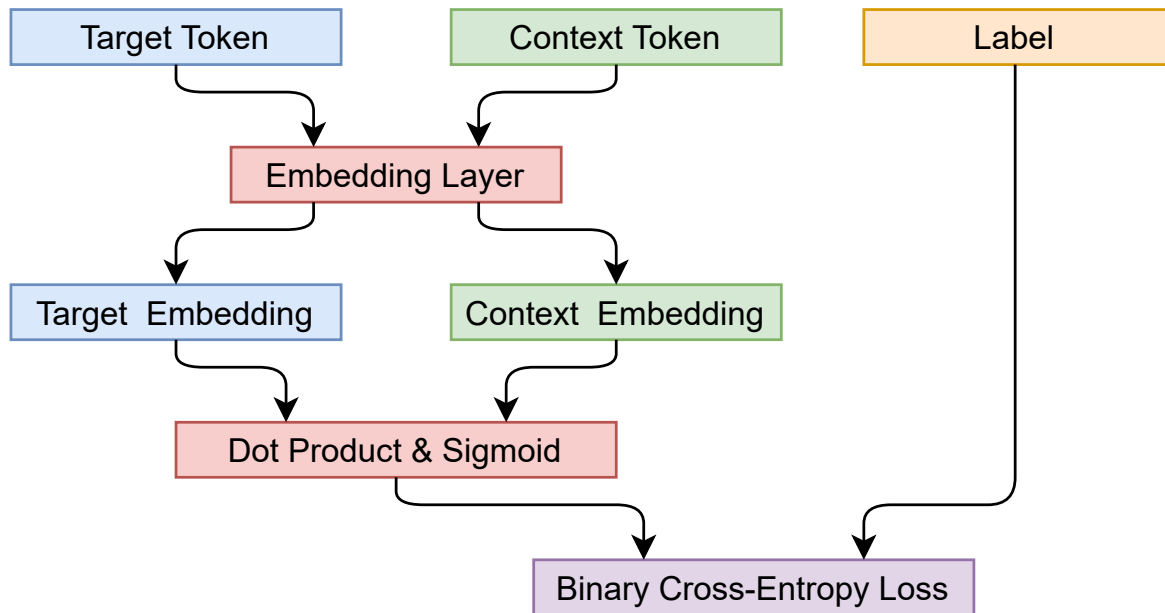 Target Token
Context Token
Label
Embedding Layer
Target  Embedding
Context  Embedding
Dot Product & Sigmoid
Binary Cross-Entropy Loss